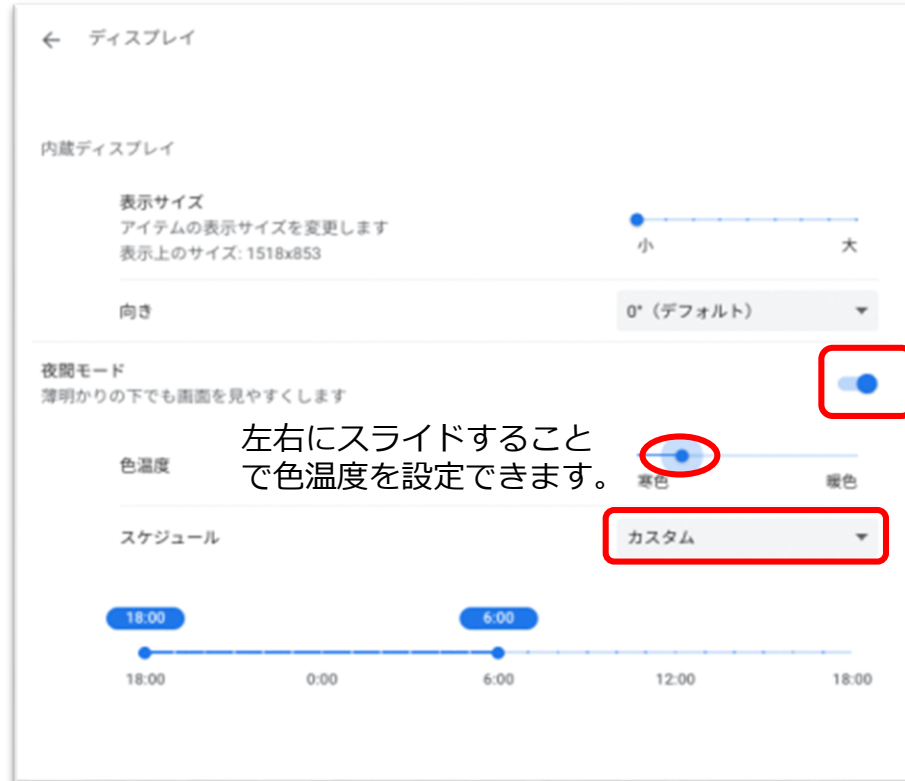 ディスプレイ
内蔵ディスプレイ
表示サイズ
アイテムの表示サイズを変更します
表示上のサイズ: 1518x853
小
大
向き
0°（デフォルト）
夜間モード
薄明かりの下でも画面を見やすくします
左右にスライドすること
で色温度を設定できます。
色温度
寒色
暖色
スケジュール
カスタム
18:00
6:00
18:00
0:00
6:00
12:00
18:00